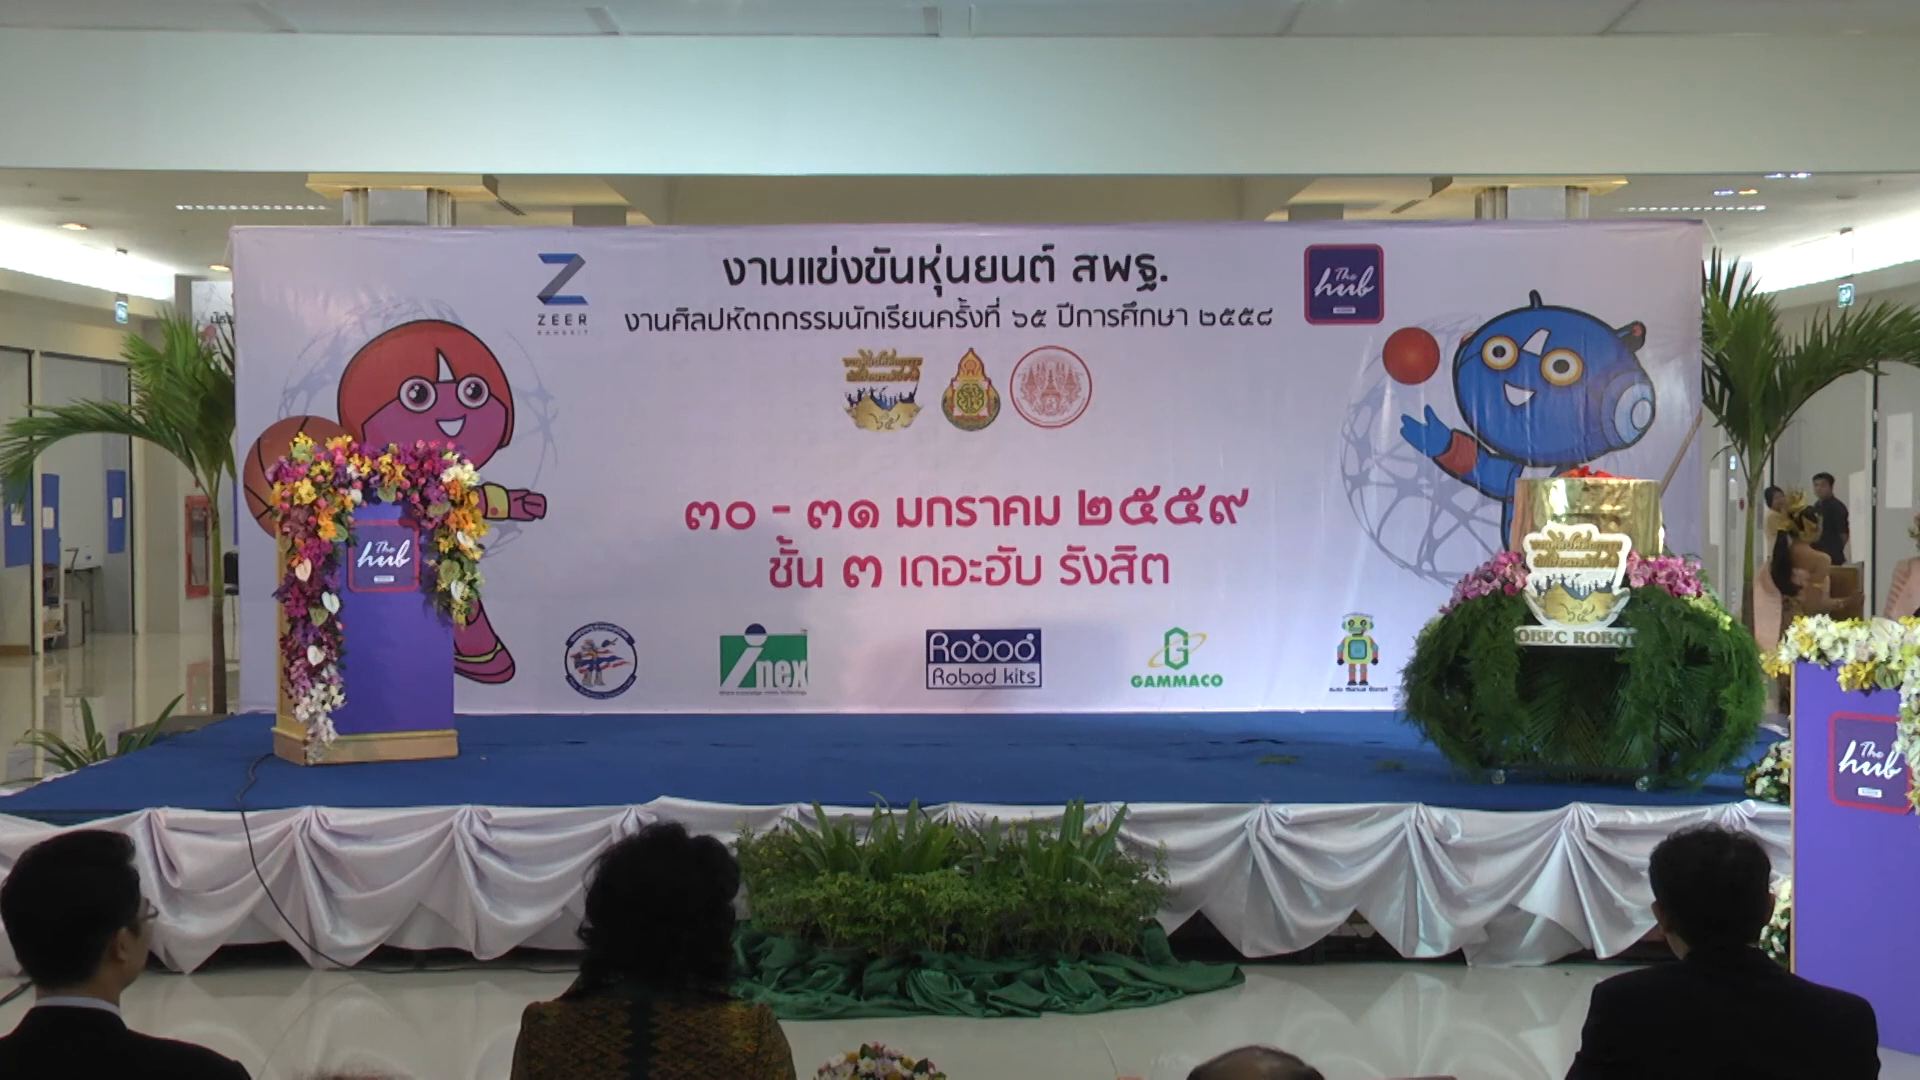 งานแข่งขันหุ่นยนต์ สพฐ.
งานศิลปหัตถกรรมนักเรียนครั้งที่ ๖๕ ปีการศึกษา ๒๕๕๘
ZEER
RANGSIT
The hub
๓๐ - ๓๑ มกราคม ๒๕๕๙
ชั้น ๓ เดอะฮับ รังสิต
The hub
inex
Robod
Robod kits
GAMMACO
OBEC ROBOT
The hub